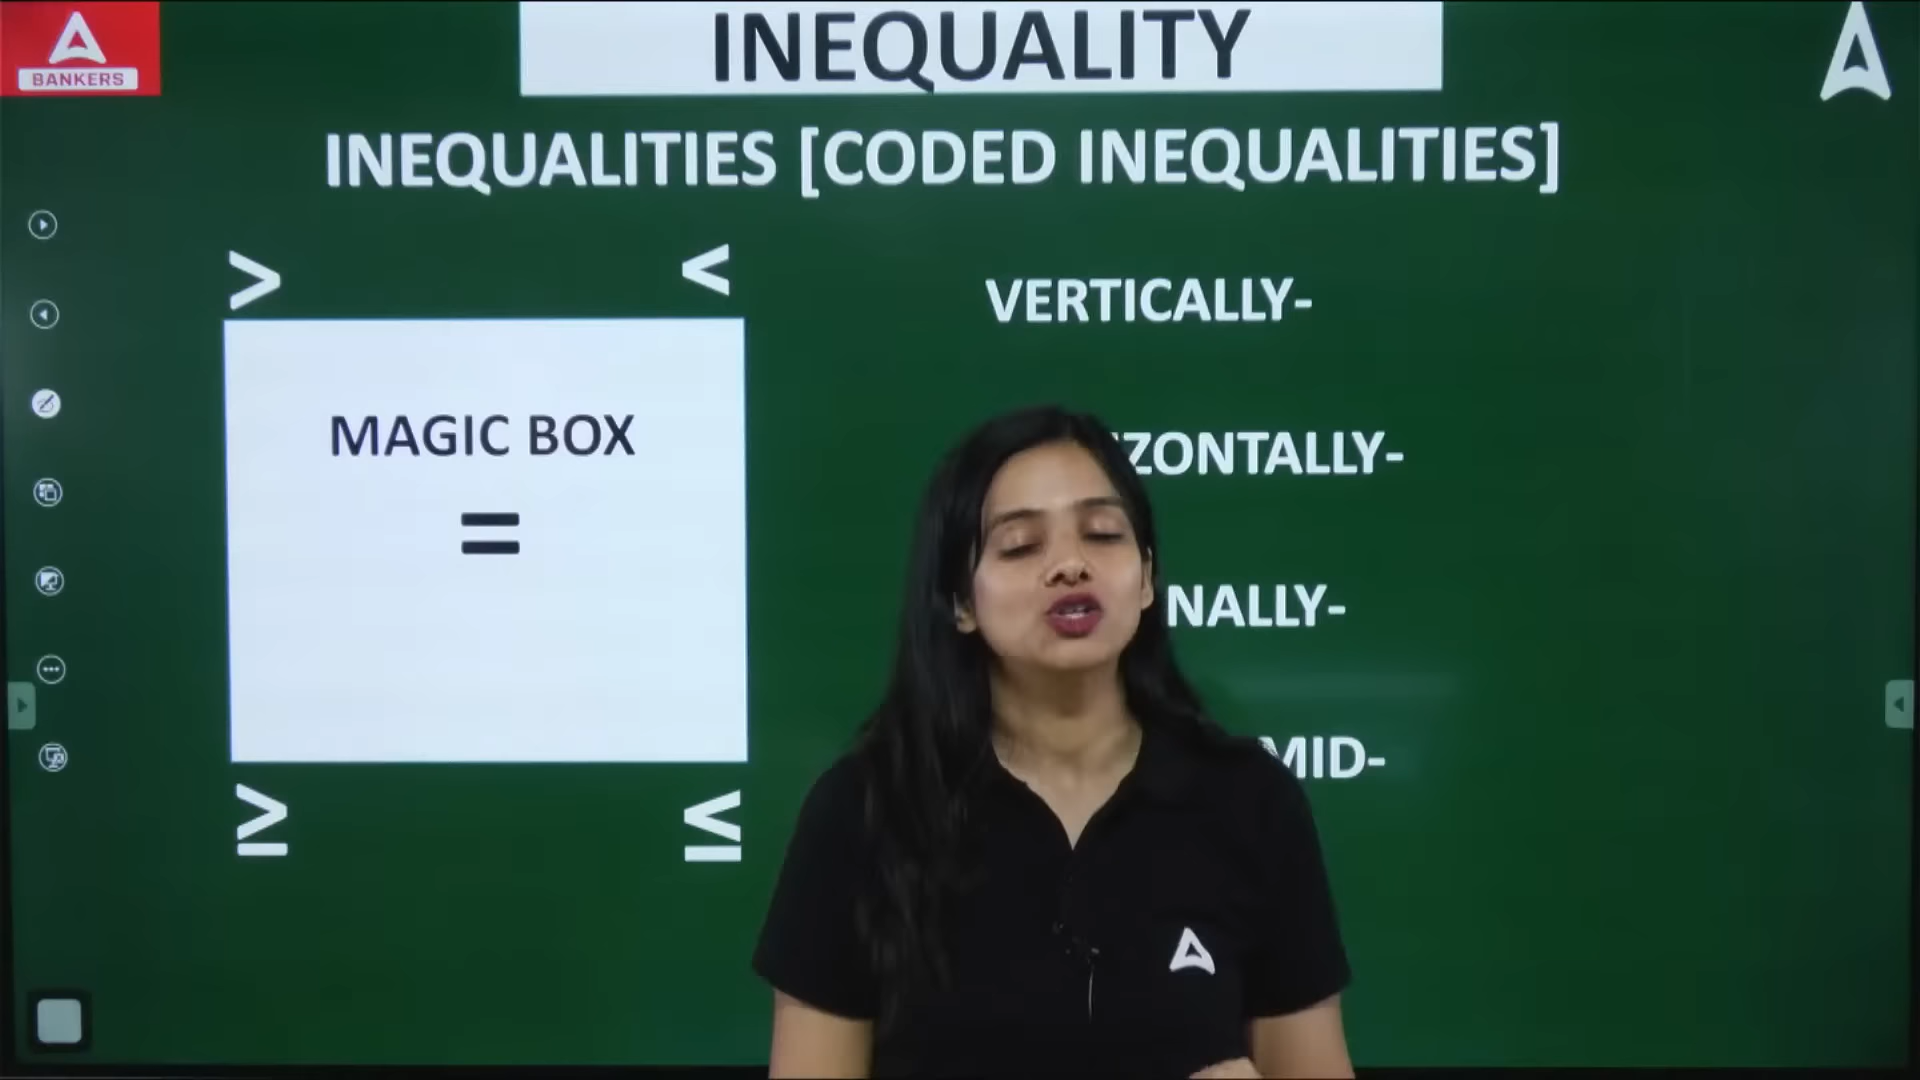 BANKERS
INEQUALITY
INEQUALITIES [CODED INEQUALITIES]
> <
VERTICALLY-
MAGIC BOX
ZONTALLY-
=
NALLY-
MID-
≥ ≤